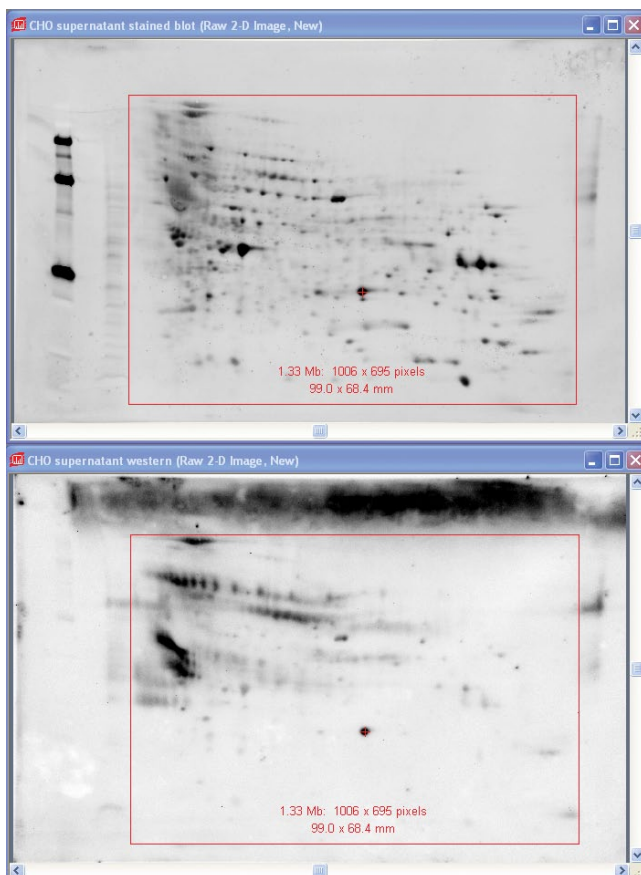 CHO supernatant stained blot (Raw 2-D Image, New)
1.33 Mb: 1006 x 695 pixels
99.0 x 68.4 mm
CHO supernatant western (Raw 2-D Image, New)
1.33 Mb: 1006 x 695 pixels
99.0 x 68.4 mm